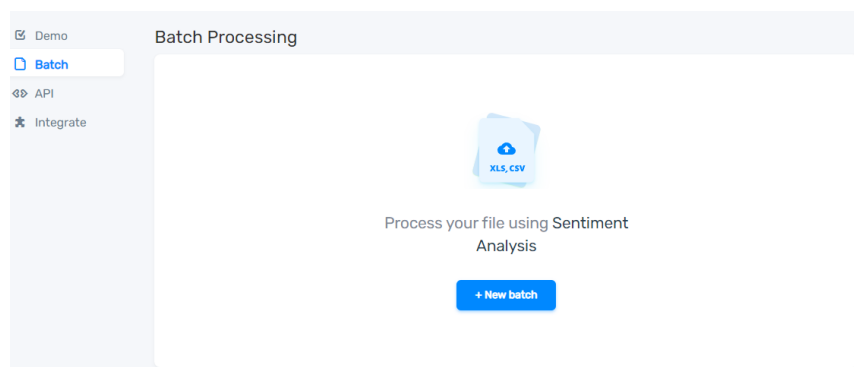 Demo
Batch
API
Integrate
Batch Processing
XLS, CSV
Process your file using Sentiment
Analysis
+ New batch